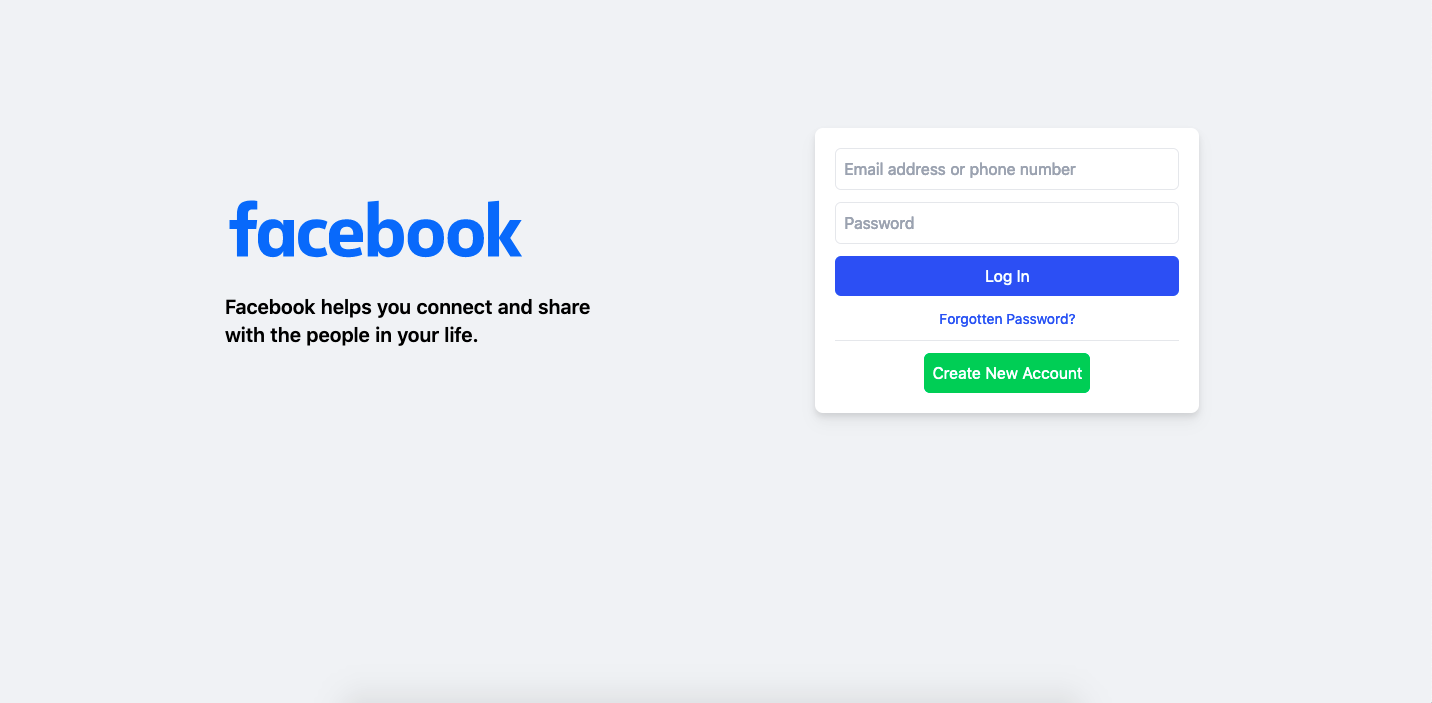 facebook
Facebook helps you connect and share
with the people in your life.
Email address or phone number
Password
Log In
Forgotten Password?
Create New Account